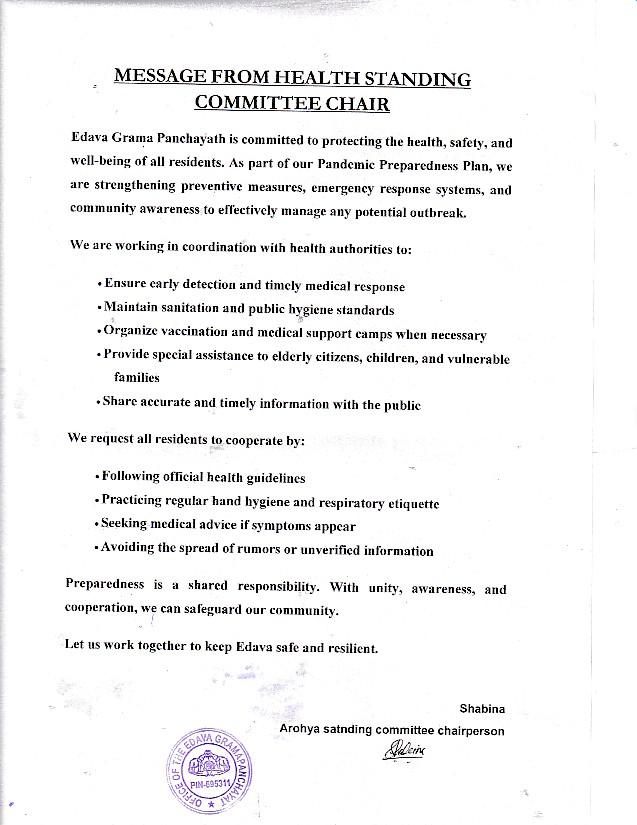 MESSAGE FROM HEALTH STANDING
COMMITTEE CHAIR
Edava Grama Panchayath is committed to protecting the health, safety, and
well-being of all residents. As part of our Pandemic Preparedness Plan, we
are strengthening preventive measures, emergency response systems, and
community awareness to effectively manage any potential outbreak.
We are working in coordination with health authorities to:
• Ensure early detection and timely medical response
• Maintain sanitation and public hygiene standards
• Organize vaccination and medical support camps when necessary
• Provide special assistance to elderly citizens, children, and vulnerable
families
• Share accurate and timely information with the public
We request all residents to cooperate by:
• Following official health guidelines
• Practicing regular hand hygiene and respiratory etiquette
• Seeking medical advice if symptoms appear
• Avoiding the spread of rumors or unverified information
Preparedness is a shared responsibility. With unity, awareness, and
cooperation, we can safeguard our community.
Let us work together to keep Edava safe and resilient.
Shabina
Arohya satnding committee chairperson
OFFICE OF THE EDAVA GRAMAPANCHAYAT
PIN-695311